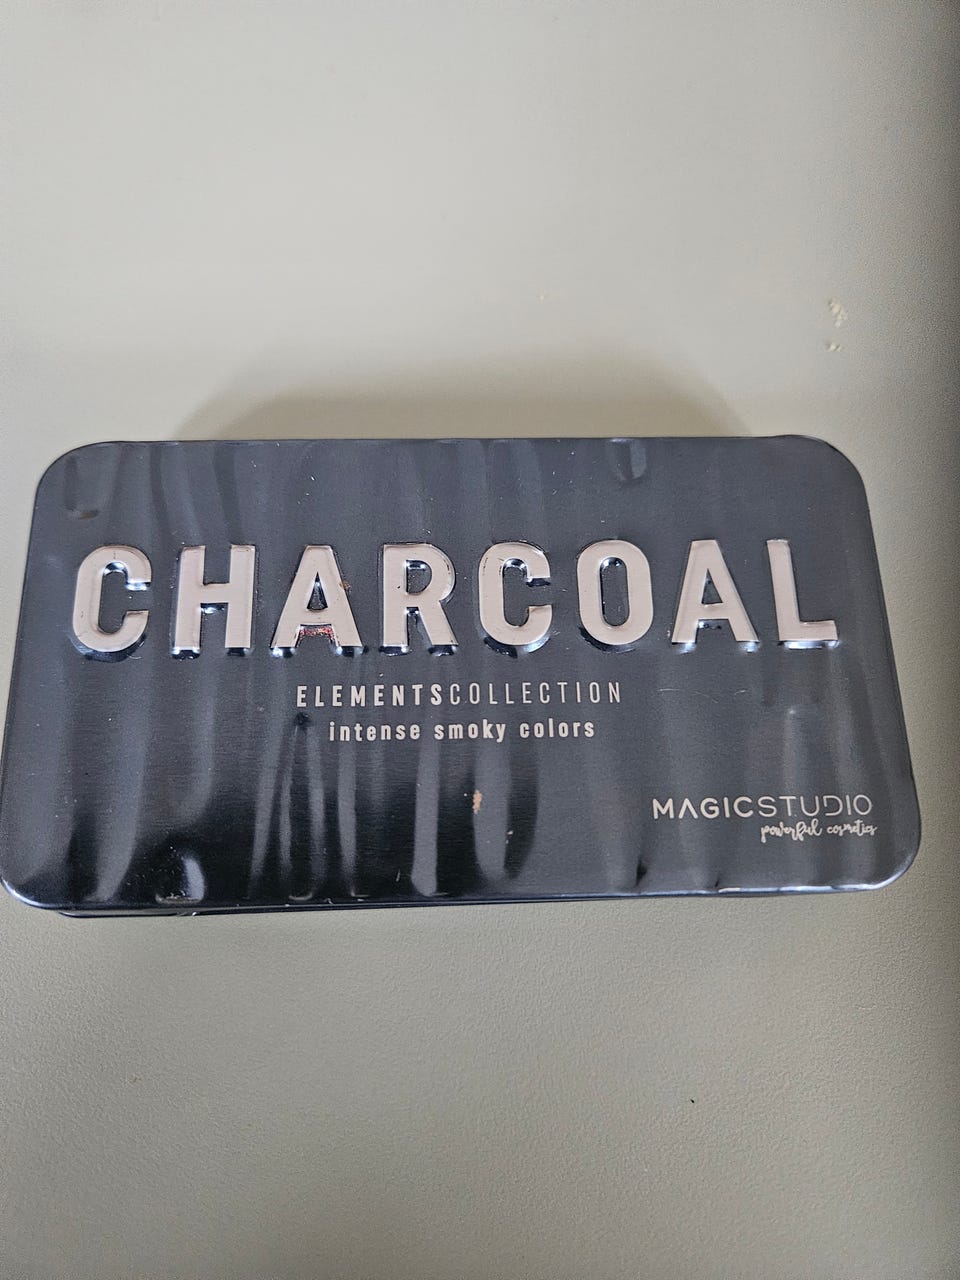 CHARCOAL
ELEMENTSCOLLECTION
intense smoky colors
MAGICSTUDIO
powerful cosmetics